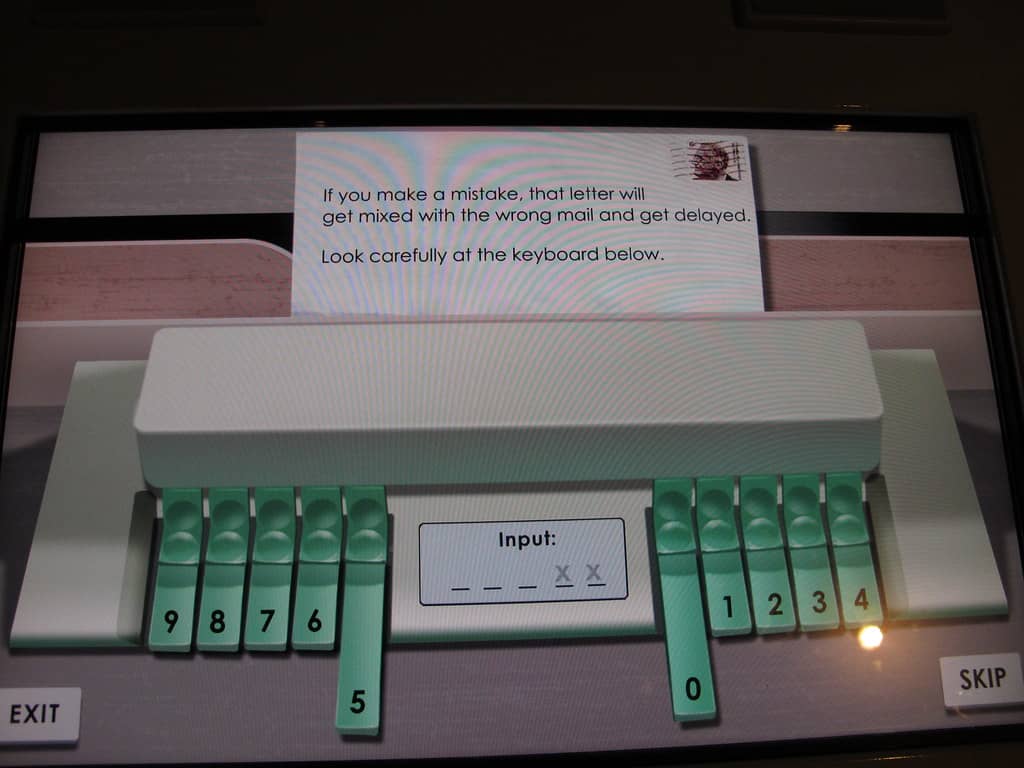 If you make a mistake, that letter will
get mixed with the wrong mail and get delayed.
Look carefully at the keyboard below.
Input:
_ _ _ X X
9 8 7 6 5 0 1 2 3 4
EXIT
SKIP